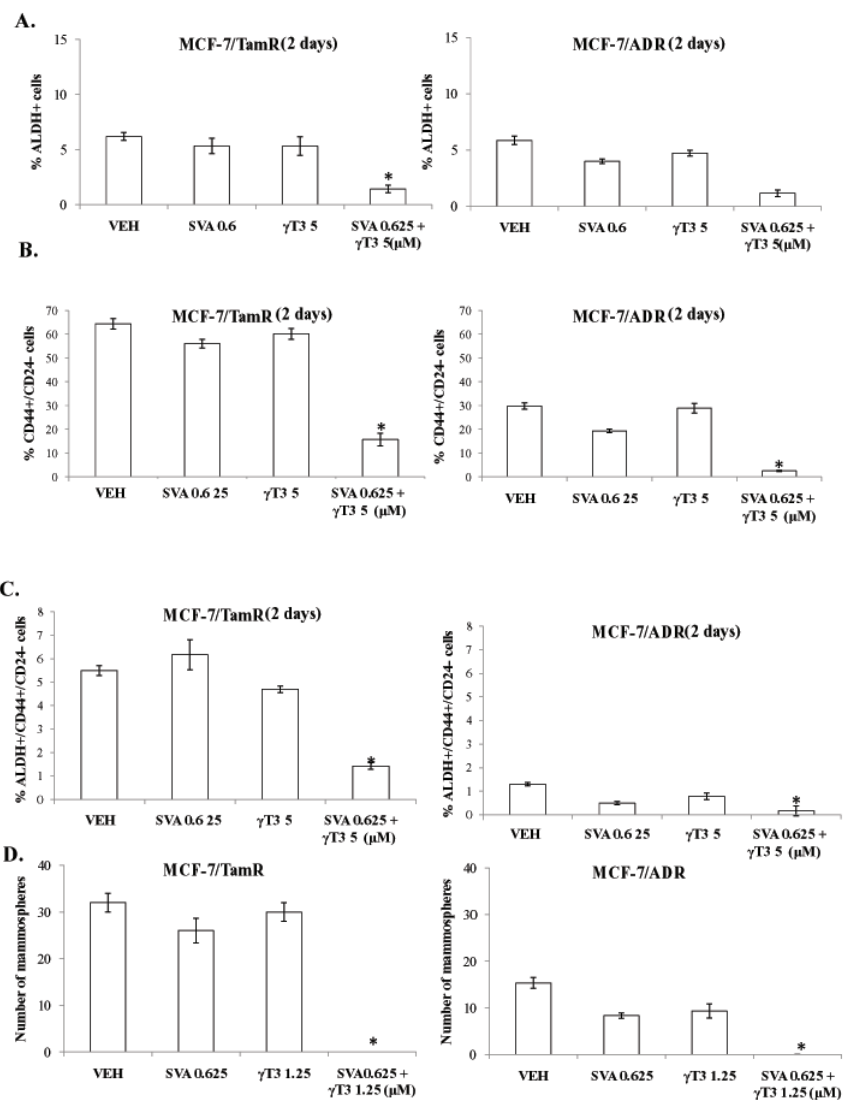 A.
MCF-7/TamR(2 days)
% ALDH+ cells
15
10
5
0
VEH
SVA 0.6
γT3 5
SVA 0.625 +
γT3 5(μM)
MCF-7/ADR(2 days)
% ALDH+ cells
15
10
5
0
VEH
SVA 0.6
γT3 5
SVA 0.625 +
γT3 5(μM)
*
B.
MCF-7/TamR(2 days)
% CD44+/CD24- cells
70
60
50
40
30
20
10
0
*
VEH
SVA 0.6 25
γT3 5
SVA 0.625 +
γT3 5 (μM)
MCF-7/ADR(2 days)
% CD44+/CD24- cells
70
60
50
40
30
20
10
0
*
VEH
SVA 0.6 25
γT3 5
SVA 0.625 +
γT3 5 (μM)
C.
MCF-7/TamR(2 days)
% ALDH+/CD44+/CD24- cells
8
7
6
5
4
3
2
1
0
*
VEH
SVA 0.6 25
γT3 5
SVA 0.625 +
γT3 5 (μM)
MCF-7/ADR(2 days)
% ALDH+/CD44+/CD24- cells
8
7
6
5
4
3
2
1
0
*
VEH
SVA 0.6 25
γT3 5
SVA 0.625 +
γT3 5 (μM)
D.
MCF-7/TamR
Number of mammospheres
40
30
20
10
0
*
VEH
SVA 0.625
γT3 1.25
SVA0.625 +
γT3 1.25(μM)
MCF-7/ADR
Number of mammospheres
40
30
20
10
0
*
VEH
SVA 0.625
γT3 1.25
SVA 0.625 +
γT3 1.25(μM)